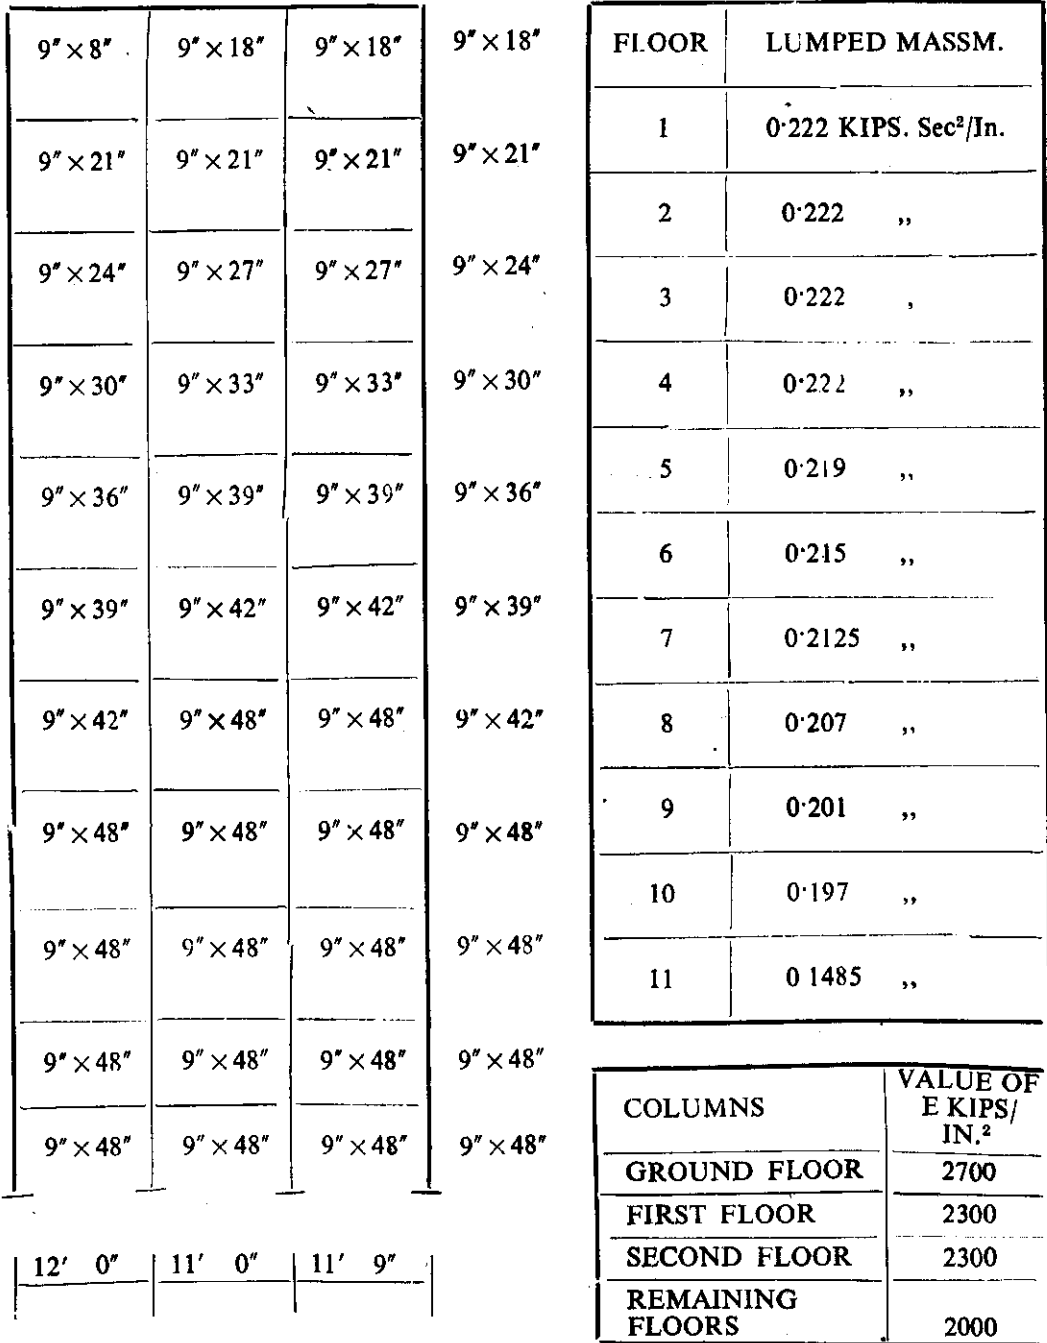 9"×8" 9"×18" 9"×18" 9"×18"
9"×21" 9"×21" 9"×21" 9"×21"
9"×24" 9"×27" 9"×27" 9"×24"
9"×30" 9"×33" 9"×33" 9"×30"
9"×36" 9"×39" 9"×39" 9"×36"
9"×39" 9"×42" 9"×42" 9"×39"
9"×42" 9"×48" 9"×48" 9"×42"
9"×48" 9"×48" 9"×48" 9"×48"
9"×48" 9"×48" 9"×48" 9"×48"
9"×48" 9"×48" 9"×48" 9"×48"
9"×48" 9"×48" 9"×48" 9"×48"
12' 0" 11' 0" 11' 9"
FLOOR LUMPED MASSM.
1 0·222 KIPS. Sec²/In.
2 0·222 ,,
3 0·222 ,
4 0·222 ,,
5 0·219 ,,
6 0·215 ,,
7 0·2125 ,,
8 0·207 ,,
9 0·201 ,,
10 0·197 ,,
11 0 1485 ,,
COLUMNS VALUE OF
E KIPS/
IN.²
GROUND FLOOR 2700
FIRST FLOOR 2300
SECOND FLOOR 2300
REMAINING
FLOORS 2000